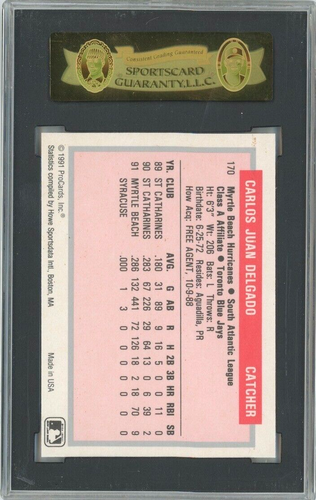 Consistent Grading Guaranteed
SPORTSCARD
GUARANTY,L.L.C.
CARLOS JUAN DELGADO CATCHER
170 Myrtle Beach Hurricanes • South Atlantic League
Class A Affiliate • Toronto Blue Jays
Ht: 6'3" Wt: 206 Bats: L Throws: R
Birthdate: 6-25-72 Resides: Aguadilla, PR
How Acq: FREE AGENT, 10-9-88
YR. CLUB AVG. G AB R H 2B 3B HR RBI SB
89 ST CATHARINES .180 31 89 9 16 5 0 0 11 0
90 ST CATHARINES .283 67 226 29 64 13 0 6 39 2
91 MYRTLE BEACH .286 132 441 72 126 18 2 18 70 9
SYRACUSE .000 1 3 0 0 0 0 0 0 0
© 1991 ProCards, Inc.®
Statistics compiled by Howe Sportsdata Intl., Boston, MA
Made in USA